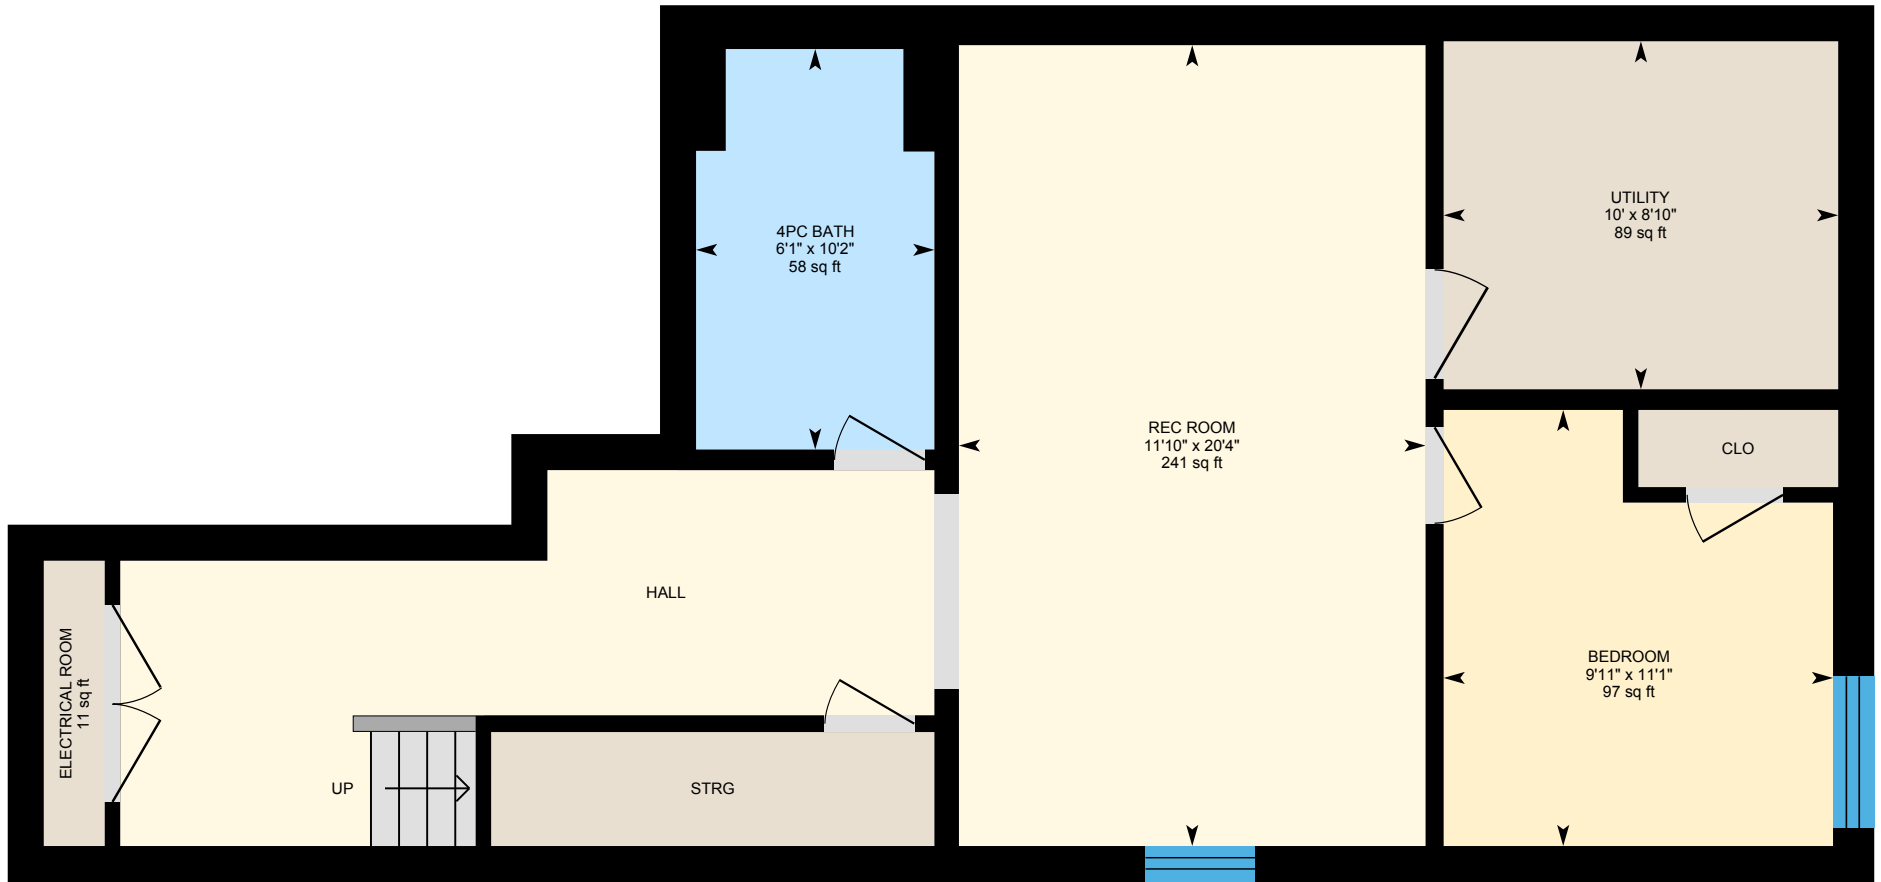 4PC BATH
6'1" x 10'2"
58 sq ft
UTILITY
10' x 8'10"
89 sq ft
REC ROOM
11'10" x 20'4"
241 sq ft
CLO
HALL
BEDROOM
9'11" x 11'1"
97 sq ft
ELECTRICAL ROOM
11 sq ft
UP
STRG